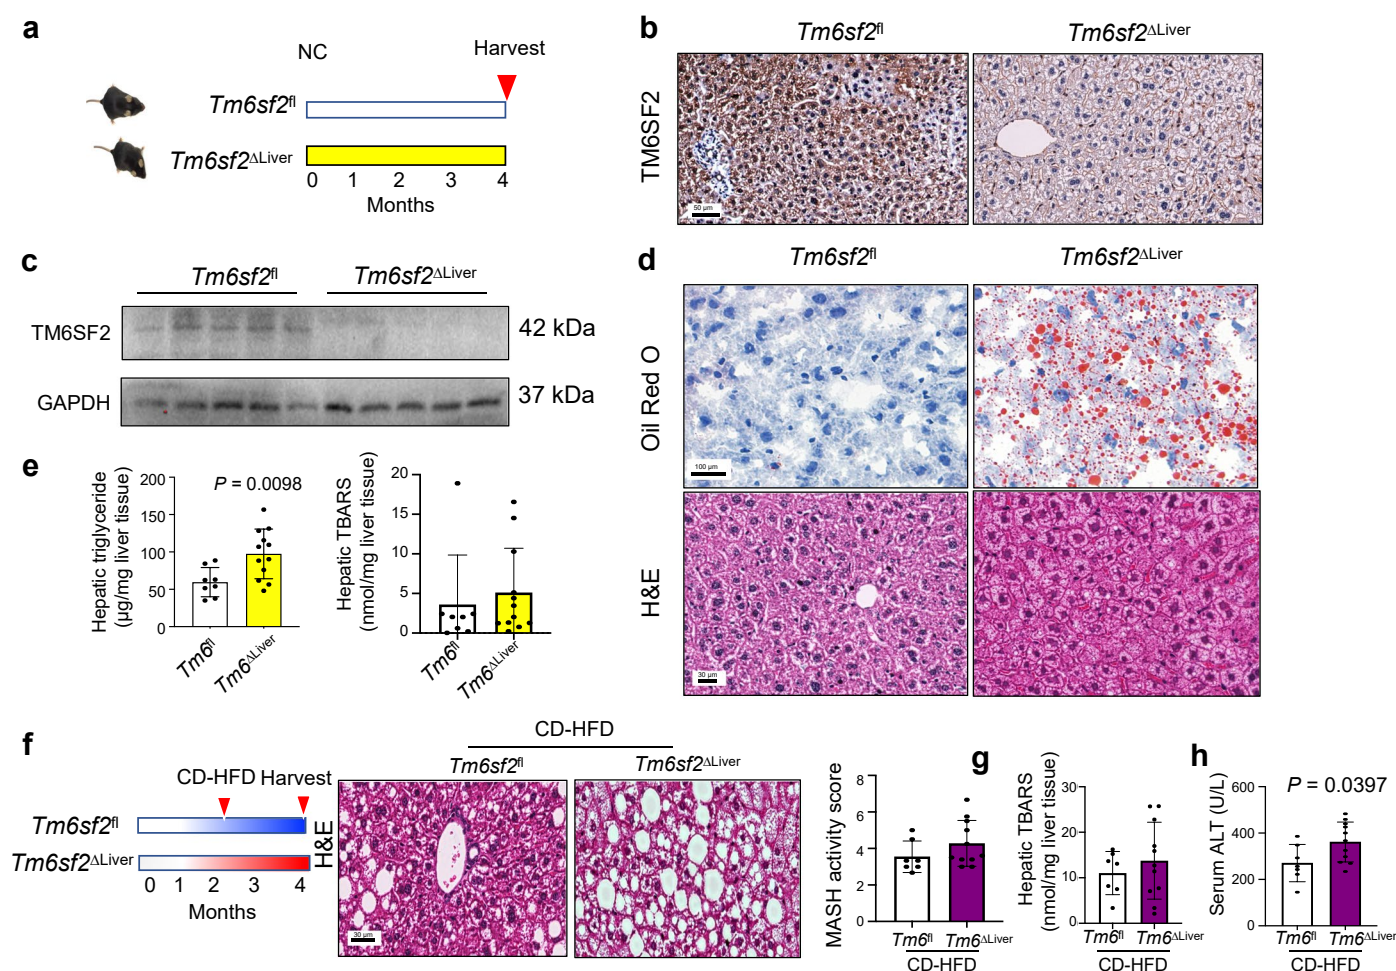 a
NC
Harvest
Tm6sf2fl
Tm6sf2ΔLiver
0 1 2 3 4
Months
b
Tm6sf2fl
Tm6sf2ΔLiver
TM6SF2
50 µm
c
Tm6sf2fl
Tm6sf2ΔLiver
TM6SF2
42 kDa
GAPDH
37 kDa
d
Tm6sf2fl
Tm6sf2ΔLiver
Oil Red O
100 µm
H&E
30 µm
e
Hepatic triglyceride
(µg/mg liver tissue)
200
150
100
50
0
P = 0.0098
Tm6fl
Tm6ΔLiver
Hepatic TBARS
(nmol/mg liver tissue)
20
15
10
5
0
Tm6fl
Tm6ΔLiver
f
CD-HFD Harvest
Tm6sf2fl
Tm6sf2ΔLiver
0 1 2 3 4
Months
CD-HFD
Tm6sf2fl
Tm6sf2ΔLiver
H&E
30 µm
MASH activity score
8
6
4
2
0
Tm6fl
Tm6ΔLiver
CD-HFD
g
Hepatic TBARS
(nmol/mg liver tissue)
30
20
10
0
Tm6fl
Tm6ΔLiver
CD-HFD
h
Serum ALT (U/L)
600
400
200
0
P = 0.0397
Tm6fl
Tm6ΔLiver
CD-HFD